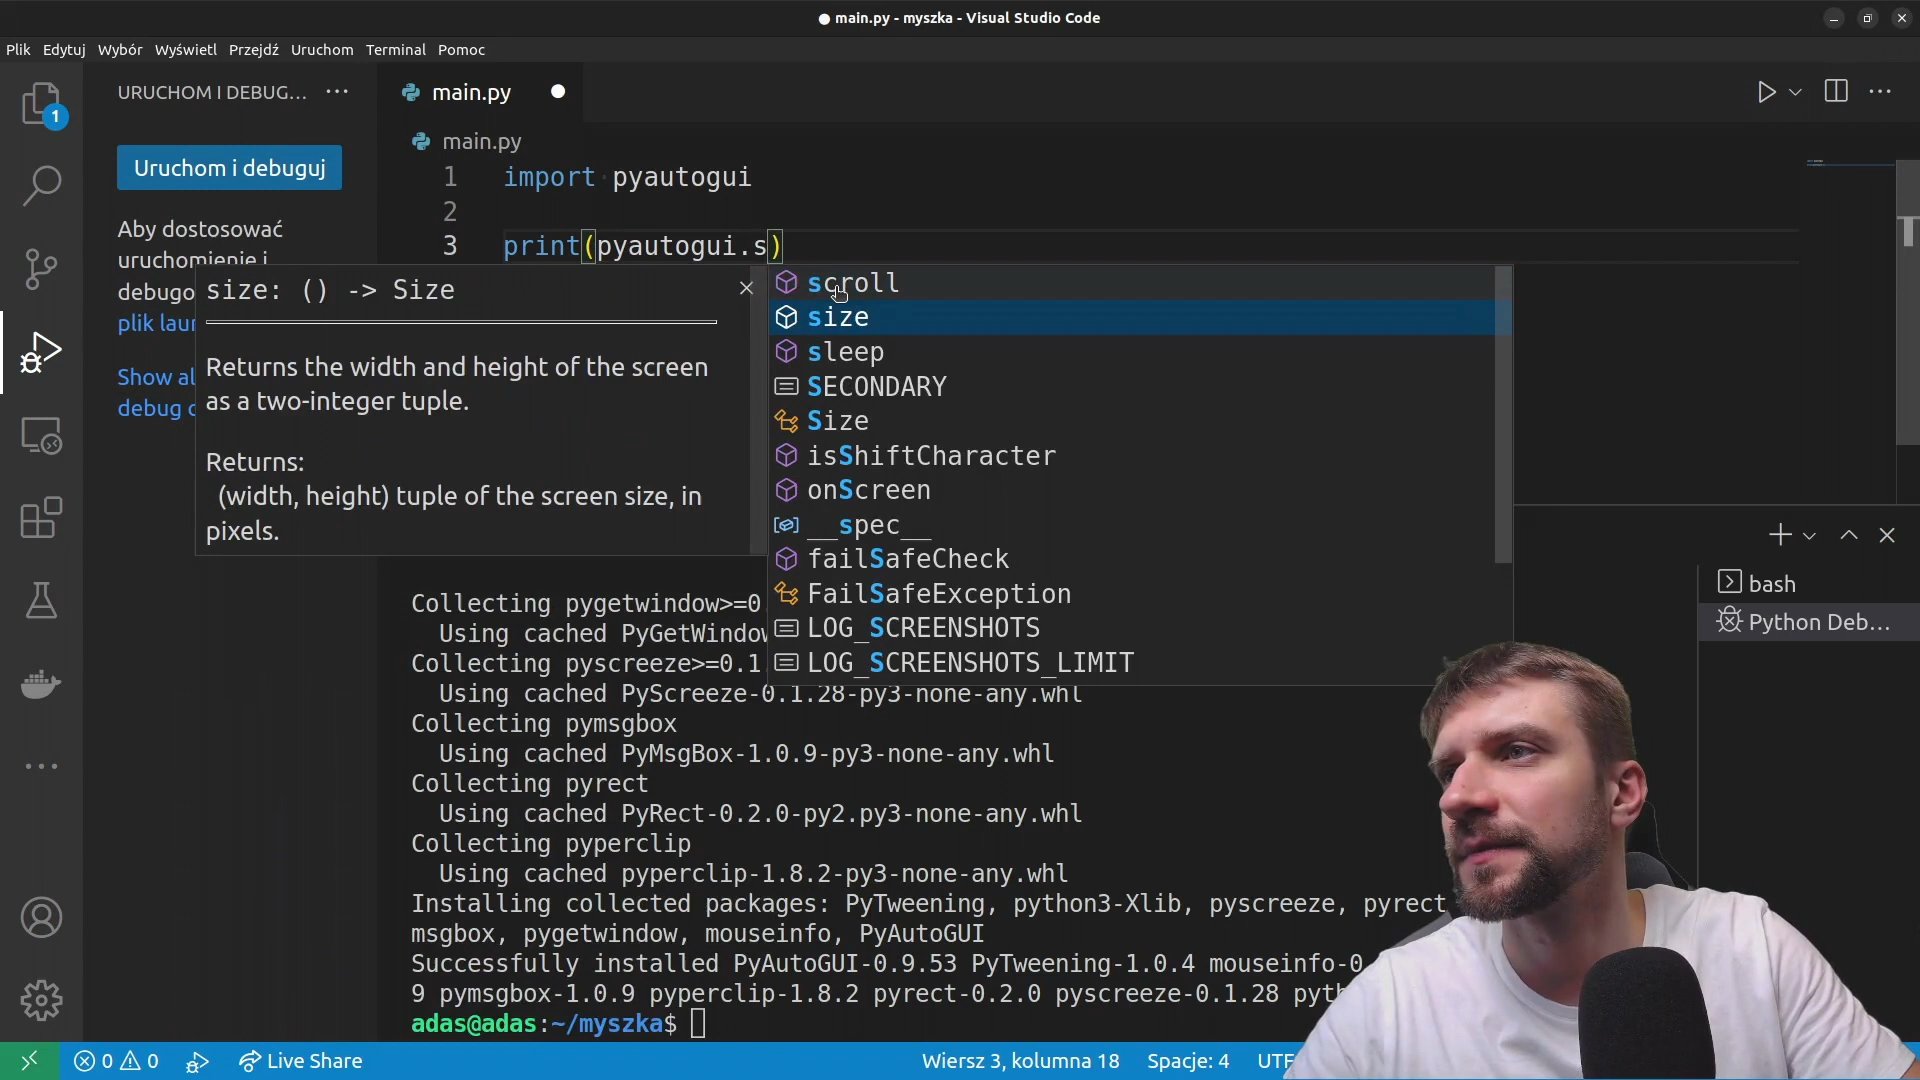 main.py - myszka - Visual Studio Code
Plik Edytuj Wybór Wyświetl Przejdź Uruchom Terminal Pomoc
1
URUCHOM I DEBUG... ···
main.py
Uruchom i debuguj
main.py
Aby dostosować
uruchomienie i
debugo
plik laur
Show al
debug c
1 import pyautogui
2
3 print(pyautogui.s)
size: () -> Size
Returns the width and height of the screen
as a two-integer tuple.
Returns:
(width, height) tuple of the screen size, in
pixels.
scroll
size
sleep
SECONDARY
Size
isShiftCharacter
onScreen
__spec__
failSafeCheck
FailSafeException
LOG_SCREENSHOTS
LOG_SCREENSHOTS_LIMIT
bash
Python Deb...
Collecting pygetwindow>=0.
Using cached PyGetWindow
Collecting pyscreeze>=0.1.
Using cached PyScreeze-0.1.28-py3-none-any.whl
Collecting pymsgbox
Using cached PyMsgBox-1.0.9-py3-none-any.whl
Collecting pyrect
Using cached PyRect-0.2.0-py2.py3-none-any.whl
Collecting pyperclip
Using cached pyperclip-1.8.2-py3-none-any.whl
Installing collected packages: PyTweening, python3-Xlib, pyscreeze, pyrect
msgbox, pygetwindow, mouseinfo, PyAutoGUI
Successfully installed PyAutoGUI-0.9.53 PyTweening-1.0.4 mouseinfo-0
9 pymsgbox-1.0.9 pyperclip-1.8.2 pyrect-0.2.0 pyscreeze-0.1.28 pyth
adas@adas:~/myszka$
0 0 Live Share Wiersz 3, kolumna 18 Spacje: 4 UTF